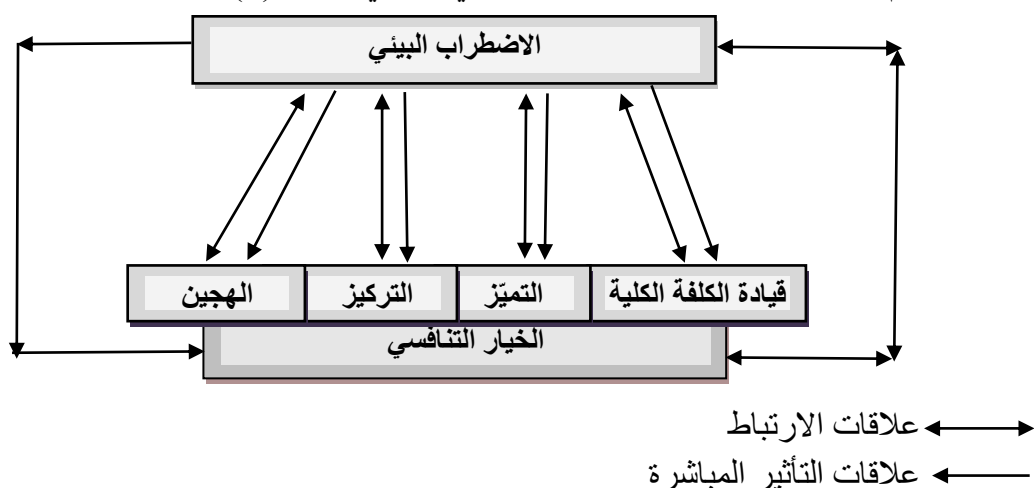 الاضطراب البيئي
قيادة الكلفة الكلية
التميّز
التركيز
الهجين
الخيار التنافسي
علاقات الارتباط
علاقات التأثير المباشرة